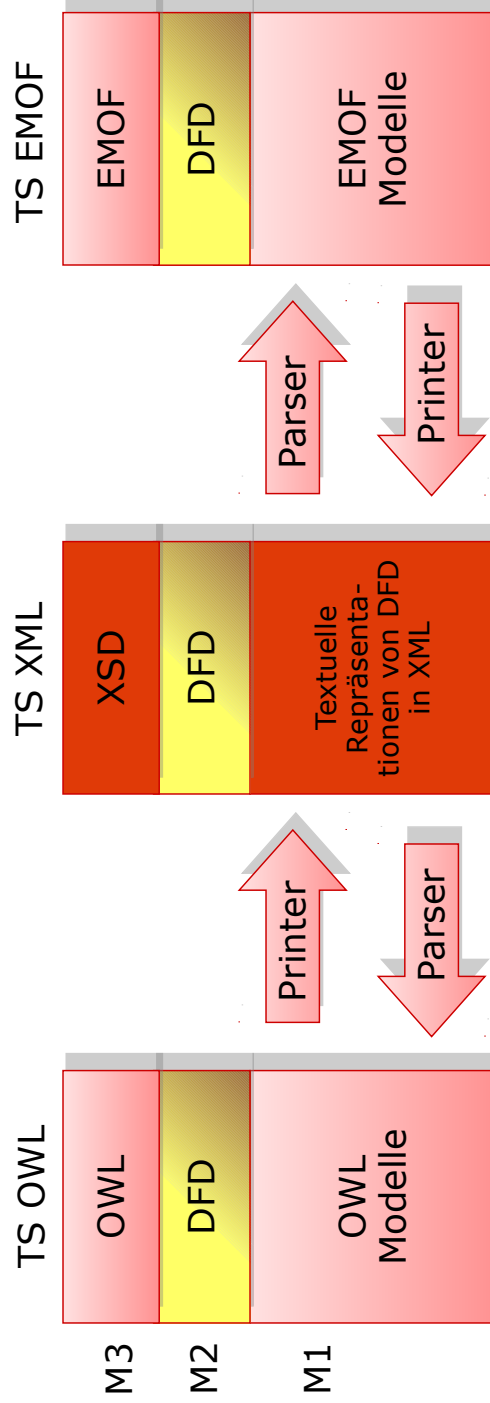 TS OWL
TS XML
TS EMOF
M3
OWL
XSD
EMOF
M2
DFD
DFD
DFD
M1
OWL
Modelle
Printer
Parser
Textuelle
Repräsenta-
tionen von DFD
in XML
Parser
Printer
EMOF
Modelle